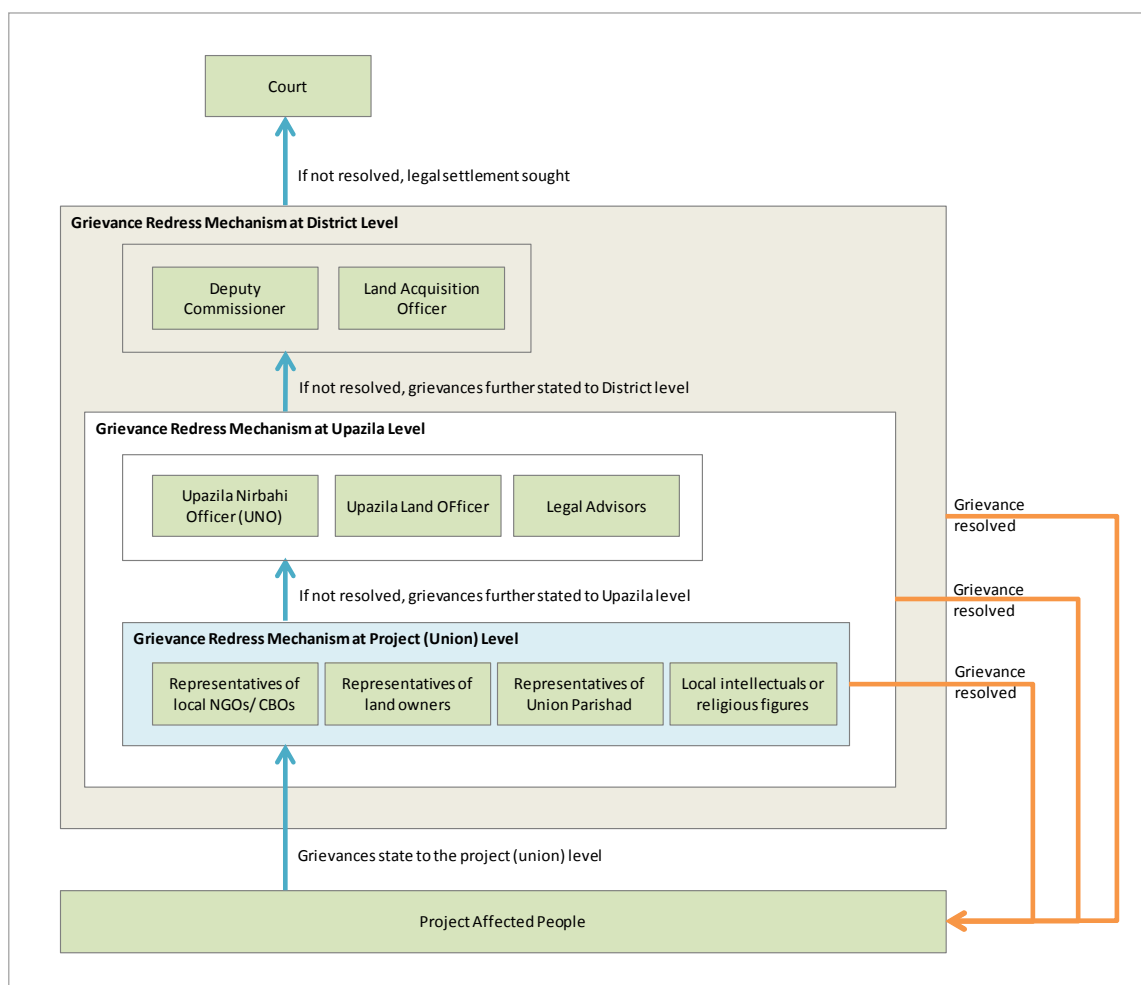 Court
If not resolved, legal settlement sought
Grievance Redress Mechanism at District Level
Deputy
Commissioner
Land Acquisition
Officer
If not resolved, grievances further stated to District level
Grievance Redress Mechanism at Upazila Level
Upazila Nirbahi
Officer (UNO)
Upazila Land OFficer
Legal Advisors
Grievance
resolved
If not resolved, grievances further stated to Upazila level
Grievance
resolved
Grievance Redress Mechanism at Project (Union) Level
Representatives of
local NGOs/ CBOs
Representatives of
land owners
Representatives of
Union Parishad
Local intellectuals or
religious figures
Grievance
resolved
Grievances state to the project (union) level
Project Affected People